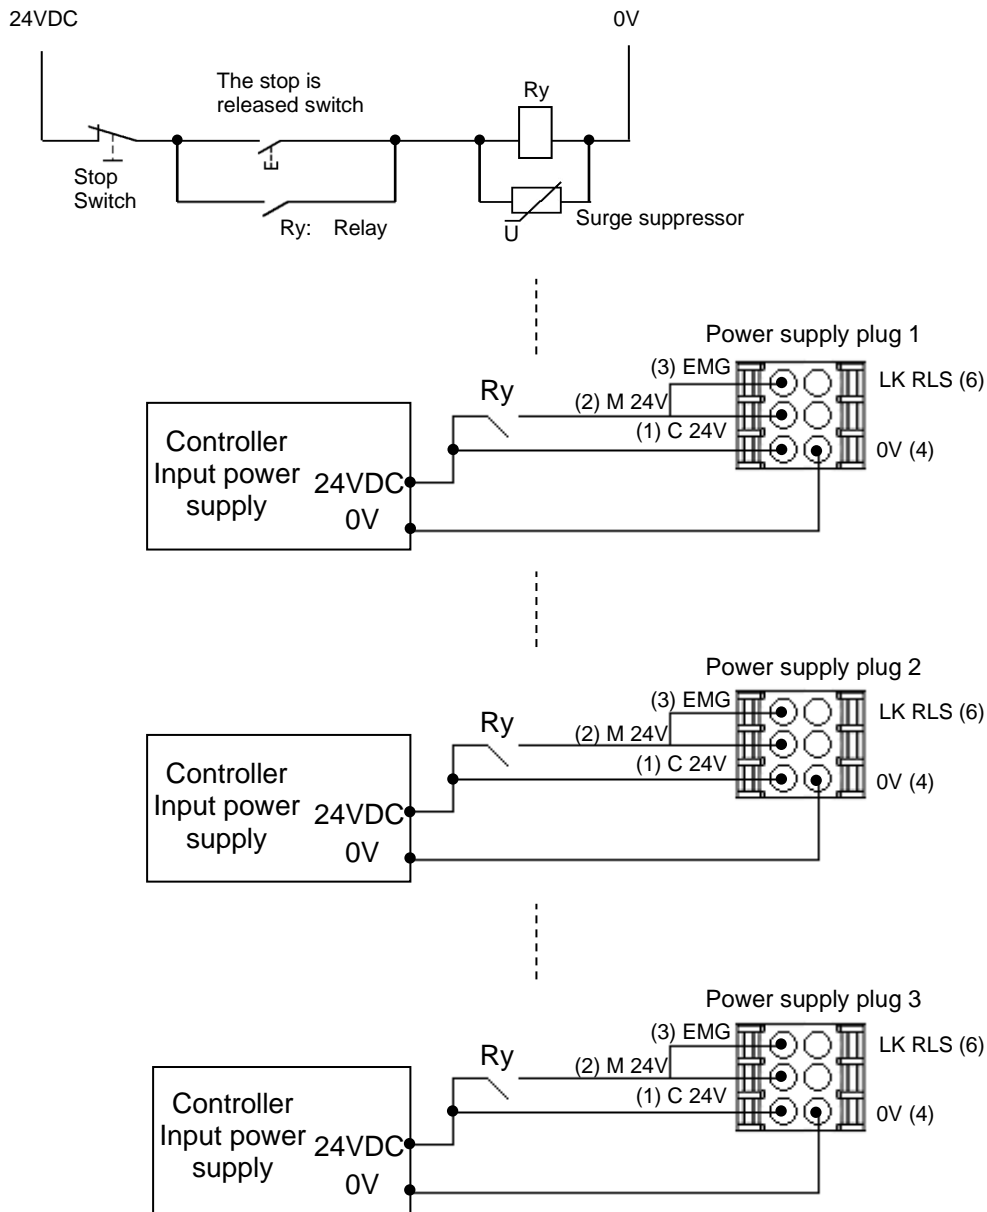 24VDC
0V
The stop is
released switch
Ry
Stop
Switch
Ry: Relay
U
Surge suppressor
Power supply plug 1
(3) EMG
LK RLS (6)
Ry
(2) M 24V
(1) C 24V
0V (4)
Controller
Input power
supply
24VDC
0V
Power supply plug 2
(3) EMG
LK RLS (6)
Ry
(2) M 24V
(1) C 24V
0V (4)
Controller
Input power
supply
24VDC
0V
Power supply plug 3
(3) EMG
LK RLS (6)
Ry
(2) M 24V
(1) C 24V
0V (4)
Controller
Input power
supply
24VDC
0V